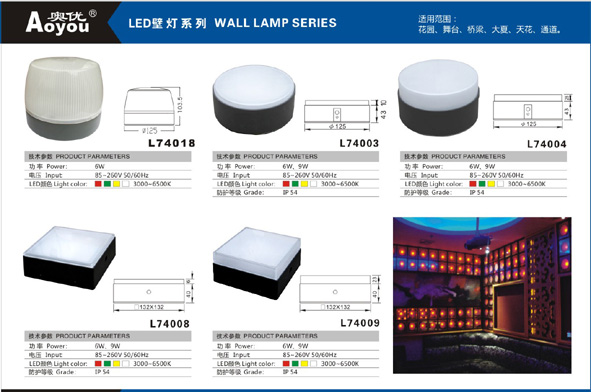 奥优®
Aoyou
LED壁灯系列 WALL LAMP SERIES
适用范围：
花园、舞台、桥梁、大夏、天花、通道。
103.5
φ125
L74018
技术参数 PRODUCT PARAMETERS
功 率 Power: 6W
电压 Input: 85-260V 50/60Hz
LED颜色 Light color: 3000~6500K
10
43
φ 125
L74003
技术参数 PRODUCT PARAMETERS
功 率 Power: 6W, 9W
电压 Input: 85-260V 50/60Hz
LED颜色 Light color: 3000~6500K
防护等级 Grade: IP 54
43
φ 125
L74004
技术参数 PRODUCT PARAMETERS
功 率 Power: 6W, 9W
电压 Input: 85-260V 50/60Hz
LED颜色 Light color: 3000~6500K
防护等级 Grade: IP 54
6
40
□132X132
L74008
技术参数 PRODUCT PARAMETERS
功 率 Power: 6W, 9W
电压 Input: 85-260V 50/60Hz
LED颜色 Light color: 3000~6500K
防护等级 Grade: IP 54
23
40
□132X132
L74009
技术参数 PRODUCT PARAMETERS
功 率 Power: 6W, 9W
电压 Input: 85-260V 50/60Hz
LED颜色 Light color: 3000~6500K
防护等级 Grade: IP 54